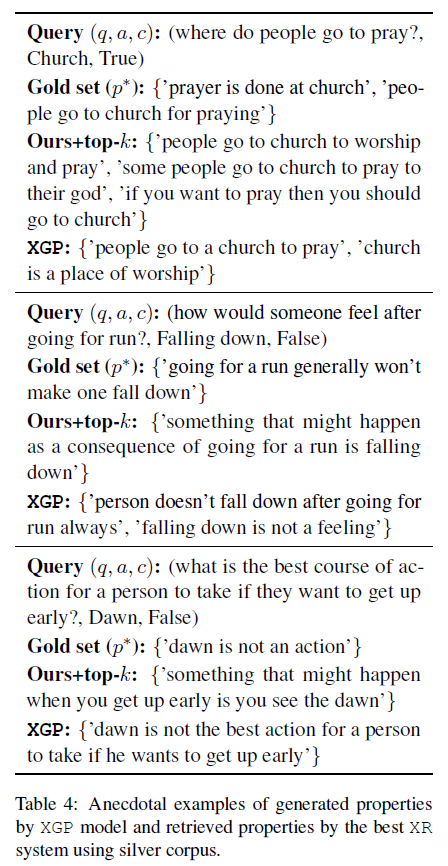 Query (q, a, c): (where do people go to pray?,
Church, True)
Gold set (p*): {’prayer is done at church’, ’peo-
ple go to church for praying’}
Ours+top-k: {’people go to church to worship
and pray’, ’some people go to church to pray to
their god’, ’if you want to pray then you should
go to church’}
XGP: {’people go to a church to pray’, ’church
is a place of worship’}
Query (q, a, c): (how would someone feel after
going for run?, Falling down, False)
Gold set (p*): {’going for a run generally won’t
make one fall down’}
Ours+top-k: {’something that might happen
as a consequence of going for a run is falling
down’}
XGP: {’person doesn’t fall down after going for
run always’, ’falling down is not a feeling’}
Query (q, a, c): (what is the best course of ac-
tion for a person to take if they want to get up
early?, Dawn, False)
Gold set (p*): {’dawn is not an action’}
Ours+top-k: {’something that might happen
when you get up early is you see the dawn’}
XGP: {’dawn is not the best action for a person
to take if he wants to get up early’}
Table 4: Anecdotal examples of generated properties
by XGP model and retrieved properties by the best XR
system using silver corpus.